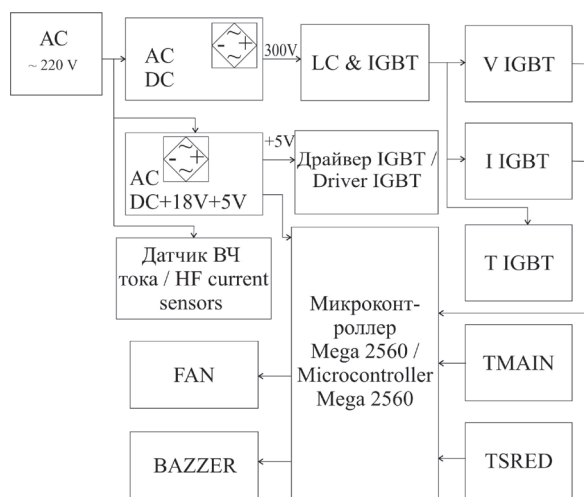 AC
~ 220 V
AC
DC
- ~ ~ +
300V
LC & IGBT
V IGBT
AC
DC+18V+5V
- ~ ~ +
+5V
Драйвер IGBT /
Driver IGBT
I IGBT
T IGBT
Датчик ВЧ
тока / HF current
sensors
Микроконт-
роллер
Mega 2560 /
Microcontroller
Mega 2560
FAN
BAZZER
TMAIN
TSRED